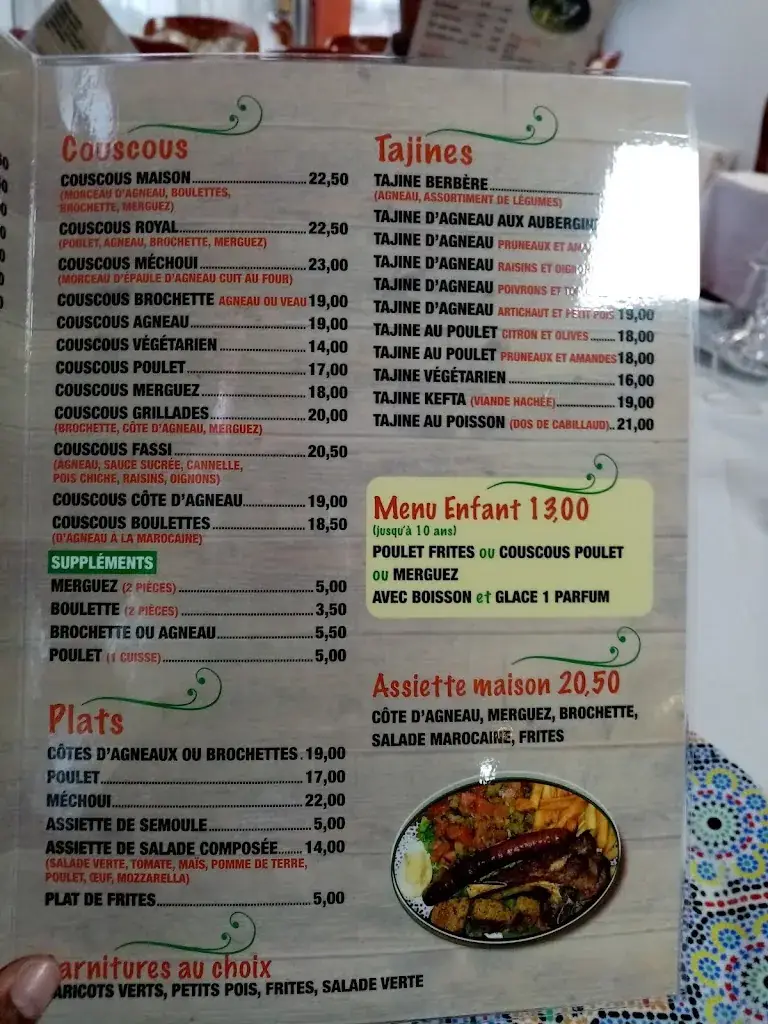 Couscous
COUSCOUS MAISON 22,50
(MORCEAU D'AGNEAU, BOULETTES,
BROCHETTE, MERGUEZ)
COUSCOUS ROYAL 22,50
(POULET, AGNEAU, BROCHETTE, MERGUEZ)
COUSCOUS MÉCHOUI 23,00
(MORCEAU D'ÉPAULE D'AGNEAU CUIT AU FOUR)
COUSCOUS BROCHETTE AGNEAU OU VEAU 19,00
COUSCOUS AGNEAU 19,00
COUSCOUS VÉGÉTARIEN 14,00
COUSCOUS POULET 17,00
COUSCOUS MERGUEZ 18,00
COUSCOUS GRILLADES 20,00
(BROCHETTE, CÔTE D'AGNEAU, MERGUEZ)
COUSCOUS FASSI 20,50
(AGNEAU, SAUCE SUCRÉE, CANNELLE,
POIS CHICHE, RAISINS, OIGNONS)
COUSCOUS CÔTE D'AGNEAU 19,00
COUSCOUS BOULETTES 18,50
(D'AGNEAU A LA MAROCAINE)
SUPPLÉMENTS
MERGUEZ (2 PIÈCES) 5,00
BOULETTE (2 PIÈCES) 3,50
BROCHETTE OU AGNEAU 5,50
POULET (1 CUISSE) 5,00
Plats
CÔTES D'AGNEAUX OU BROCHETTES 19,00
POULET 17,00
MÉCHOUI 22,00
ASSIETTE DE SEMOULE 5,00
ASSIETTE DE SALADE COMPOSÉE 14,00
(SALADE VERTE, TOMATE, MAÏS, POMME DE TERRE,
POULET, ŒUF, MOZZARELLA)
PLAT DE FRITES 5,00
arnitures au choix
ARICOTS VERTS, PETITS POIS, FRITES, SALADE VERTE
Tajines
TAJINE BERBÈRE
(AGNEAU, ASSORTIMENT DE LÉGUMES)
TAJINE D'AGNEAU AUX AUBERGIN
TAJINE D'AGNEAU PRUNEAUX ET
TAJINE D'AGNEAU RAISINS ET
TAJINE D'AGNEAU POIVRONS ET
TAJINE D'AGNEAU ARTICHAUT ET PETIT POIS 19,00
TAJINE AU POULET CITRON ET OLIVES 18,00
TAJINE AU POULET PRUNEAUX ET AMANDES 18,00
TAJINE VÉGÉTARIEN 16,00
TAJINE KEFTA (VIANDE HACHÉE) 19,00
TAJINE AU POISSON (DOS DE CABILLAUD) 21,00
Menu Enfant 13,00
(jusqu'à 10 ans)
POULET FRITES ou COUSCOUS POULET
ou MERGUEZ
AVEC BOISSON et GLACE 1 PARFUM
Assiette maison 20,50
CÔTE D'AGNEAU, MERGUEZ, BROCHETTE,
SALADE MAROCAINE, FRITES